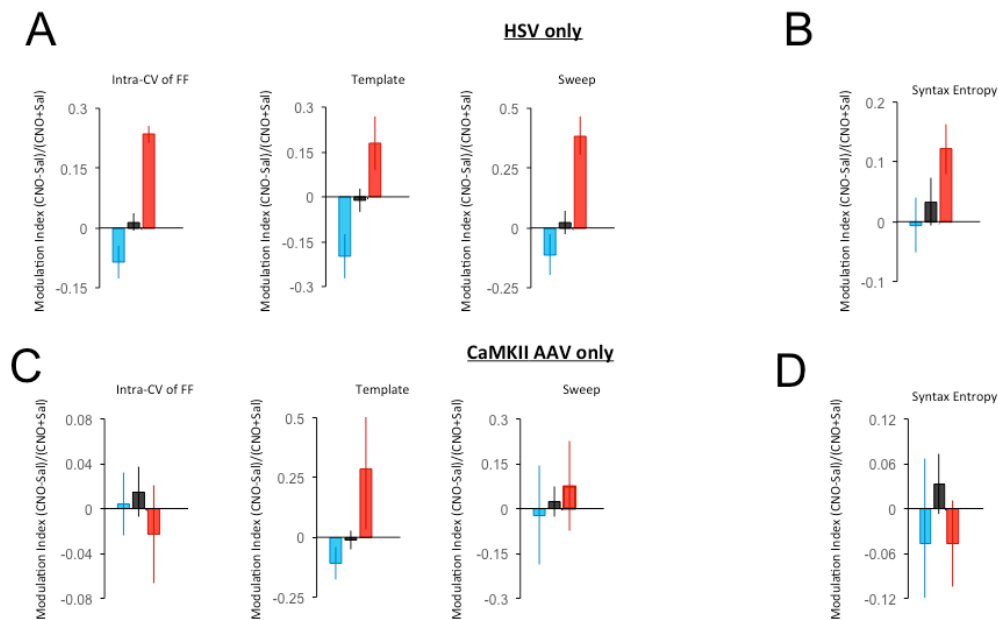 A
HSV only
B
Intra-CV of FF
Template
Sweep
Syntax Entropy
Modulation Index (CNO-Sal)/(CNO+Sal)
0.3
0.15
0
-0.15
Modulation Index (CNO-Sal)/(CNO+Sal)
0.3
0.15
0
-0.15
-0.3
Modulation Index (CNO-Sal)/(CNO+Sal)
0.5
0.25
0
-0.25
Modulation Index (CNO-Sal)/(CNO+Sal)
0.2
0.1
0
-0.1
C
CaMKII AAV only
D
Intra-CV of FF
Template
Sweep
Syntax Entropy
Modulation Index (CNO-Sal)/(CNO+Sal)
0.08
0.04
0
-0.04
-0.08
Modulation Index (CNO-Sal)/(CNO+Sal)
0.5
0.25
0
-0.25
Modulation Index (CNO-Sal)/(CNO+Sal)
0.3
0.15
0
-0.15
-0.3
Modulation Index (CNO-Sal)/(CNO+Sal)
0.12
0.06
0
-0.06
-0.12